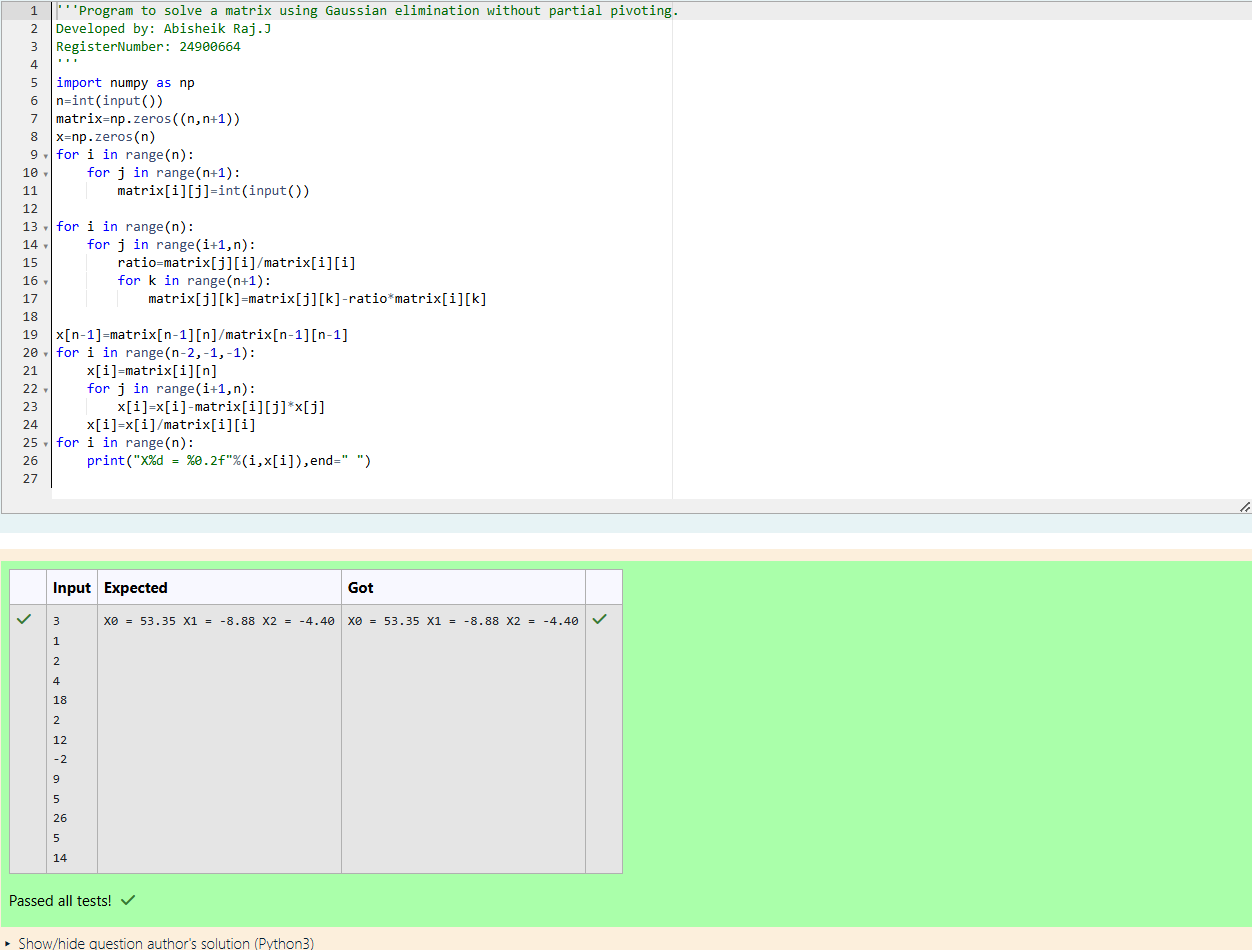 1 '''Program to solve a matrix using Gaussian elimination without partial pivoting.
2 Developed by: Abisheik Raj.J
3 RegisterNumber: 24900664
4 '''
5 import numpy as np
6 n=int(input())
7 matrix=np.zeros((n,n+1))
8 x=np.zeros(n)
9 for i in range(n):
10     for j in range(n+1):
11         matrix[i][j]=int(input())
12
13 for i in range(n):
14     for j in range(i+1,n):
15         ratio=matrix[j][i]/matrix[i][i]
16         for k in range(n+1):
17             matrix[j][k]=matrix[j][k]-ratio*matrix[i][k]
18
19 x[n-1]=matrix[n-1][n]/matrix[n-1][n-1]
20 for i in range(n-2,-1,-1):
21     x[i]=matrix[i][n]
22     for j in range(i+1,n):
23         x[i]=x[i]-matrix[i][j]*x[j]
24     x[i]=x[i]/matrix[i][i]
25 for i in range(n):
26     print("X%d = %0.2f"%(i,x[i]),end=" ")
27
Input Expected Got
3 X0 = 53.35 X1 = -8.88 X2 = -4.40 X0 = 53.35 X1 = -8.88 X2 = -4.40
1
2
4
18
2
12
-2
9
5
26
5
14
Passed all tests!
Show/hide question author's solution (Python3)